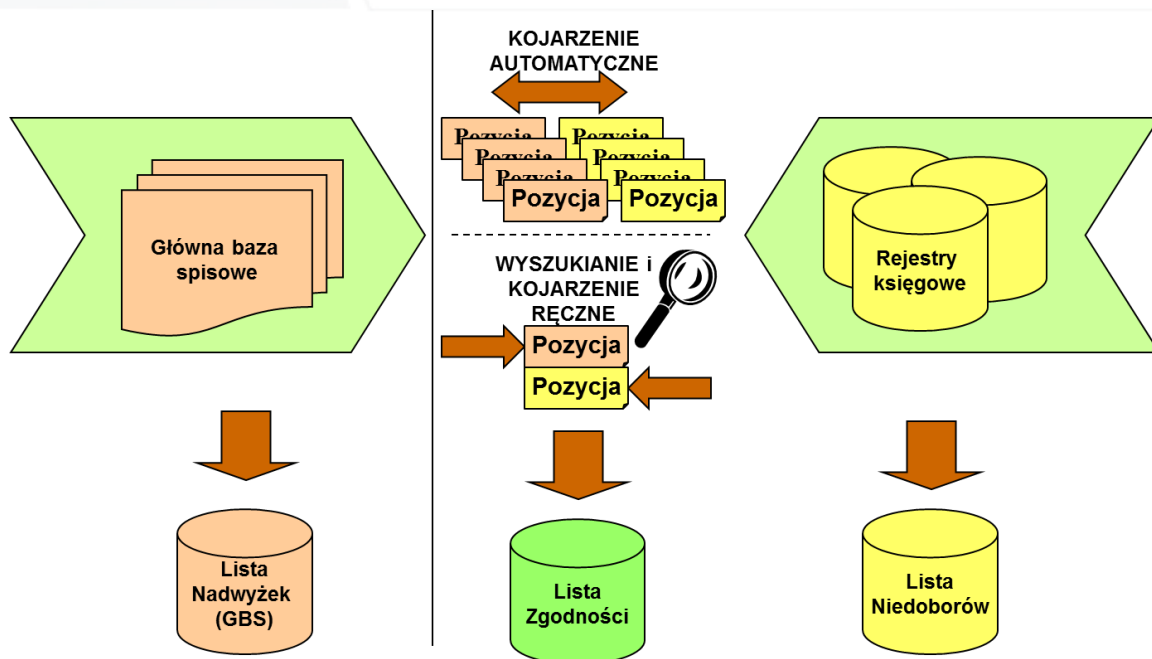 KOJARZENIE
AUTOMATYCZNE
Pozycja
Pozycja
Pozycja
Pozycja
Pozycja
Pozycja
Pozycja
Pozycja
Główna baza
spisowe
WYSZUKIANIE i
KOJARZENIE
RĘCZNE
Pozycja
Pozycja
Rejestry
księgowe
Lista
Nadwyżek
(GBS)
Lista
Zgodności
Lista
Niedoborów